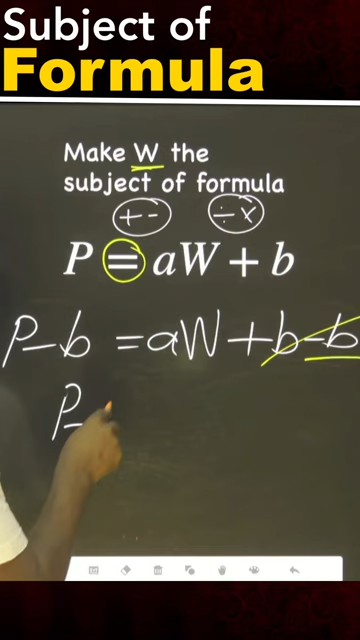 Subject of
Formula
Make W the
subject of formula
+ − ÷ ×
P = aW + b
P − b = aW + b − b
P −